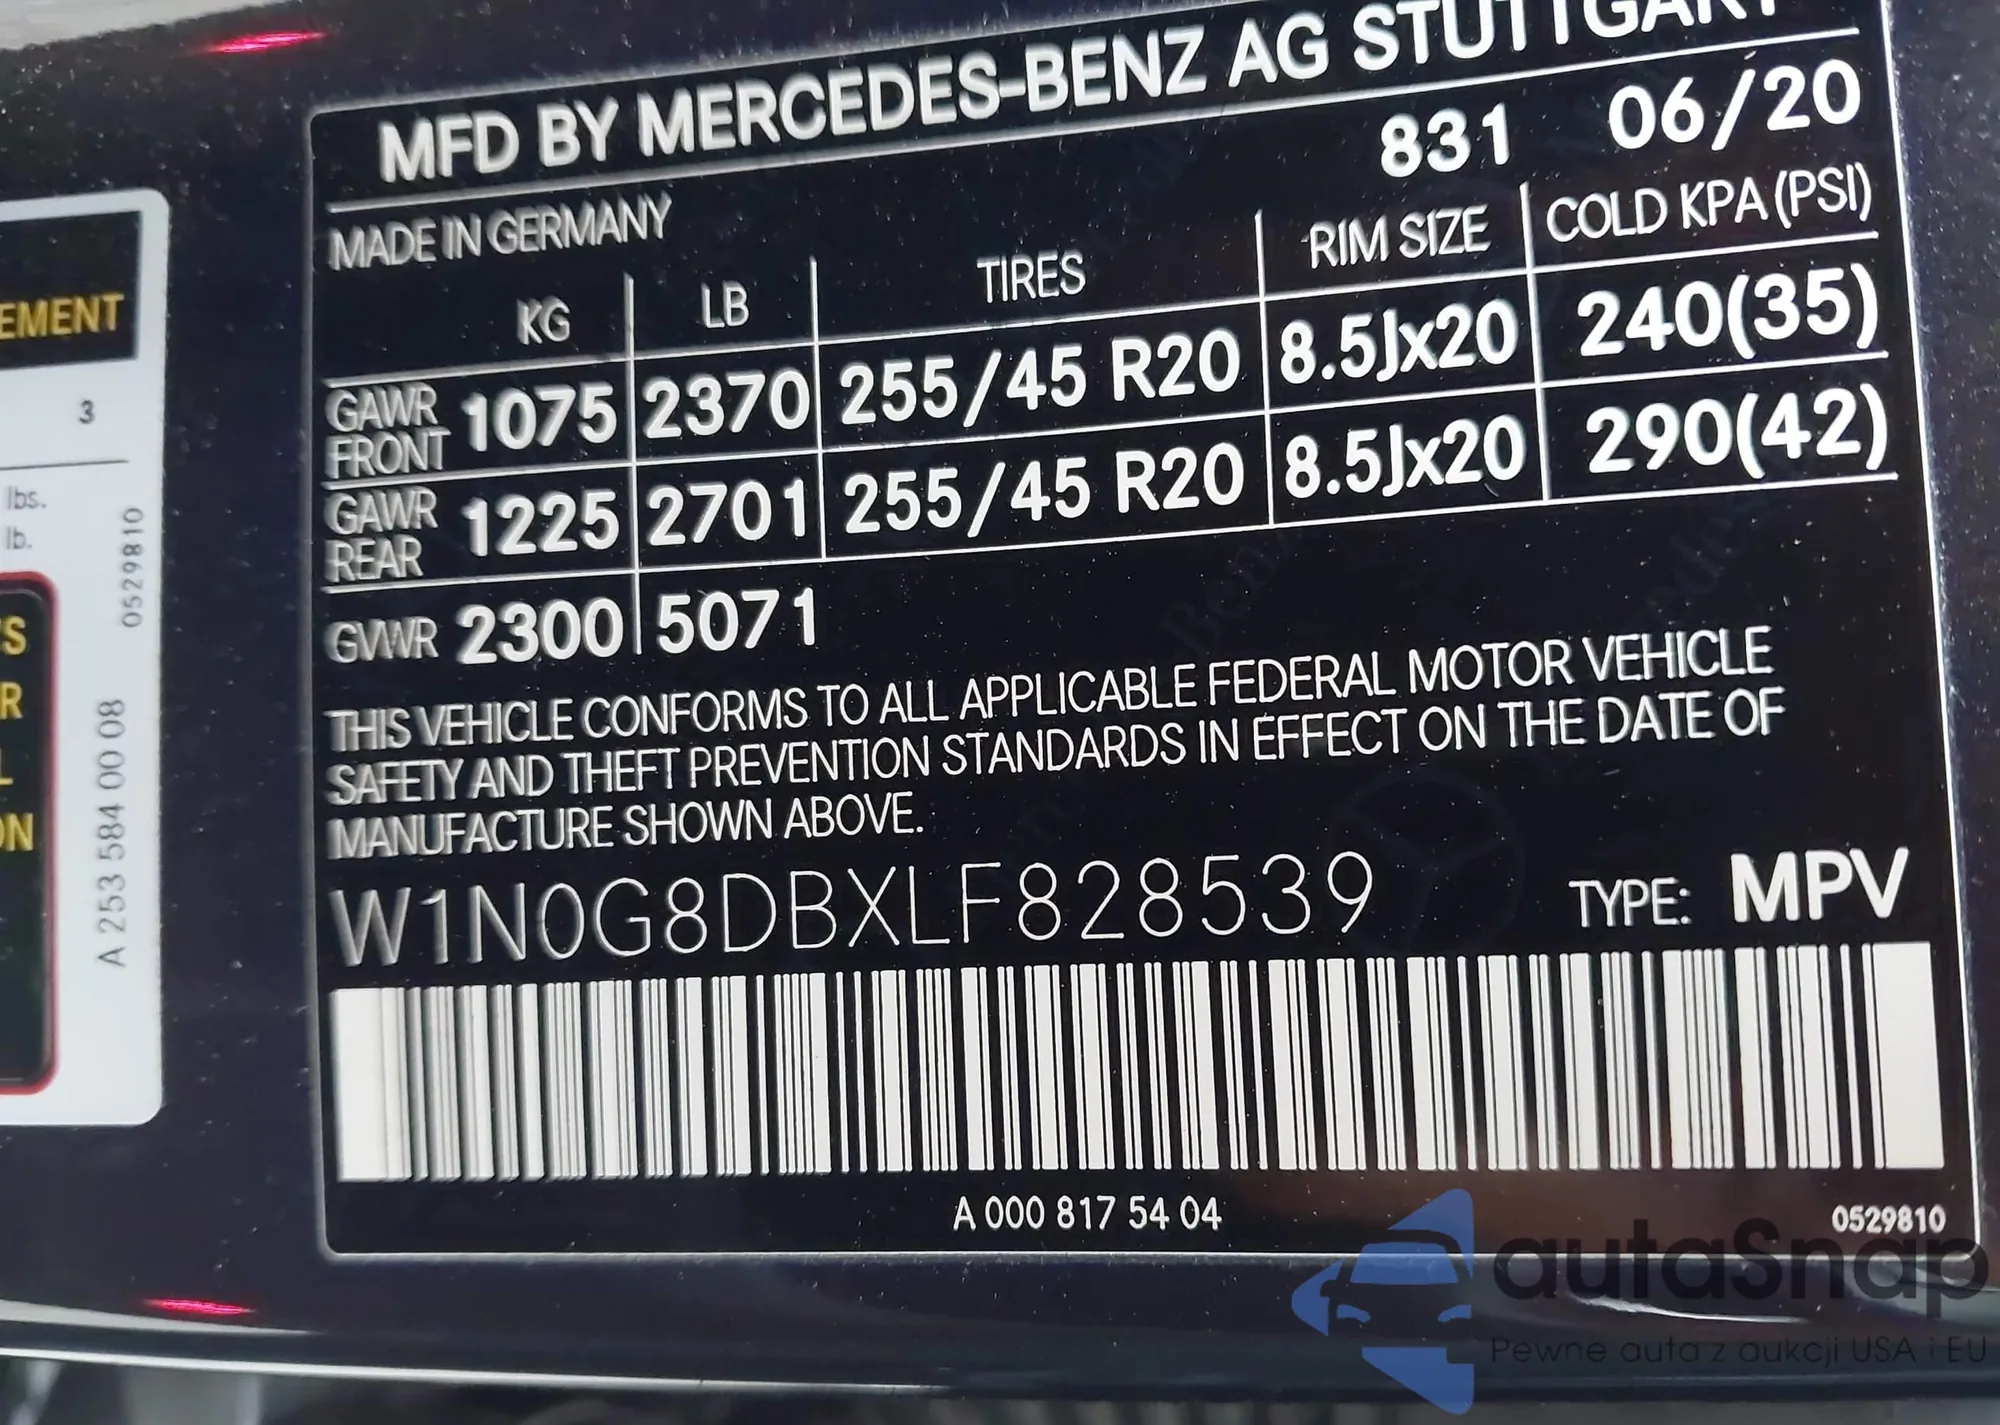 MFD BY MERCEDES-BENZ AG STUTTGART
831 06/20
MADE IN GERMANY
KG LB TIRES RIM SIZE COLD KPA (PSI)
GAWR FRONT 1075 2370 255/45 R20 8.5Jx20 240(35)
GAWR REAR 1225 2701 255/45 R20 8.5Jx20 290(42)
GVWR 2300 5071
THIS VEHICLE CONFORMS TO ALL APPLICABLE FEDERAL MOTOR VEHICLE
SAFETY AND THEFT PREVENTION STANDARDS IN EFFECT ON THE DATE OF
MANUFACTURE SHOWN ABOVE.
W1N0G8DBXLF828539 TYPE: MPV
A 000 817 54 04 0529810
EMENT
3
lbs.
lb.
0529810
A 253 584 00 08
autaSnap
Pewne auta z aukcji USA i EU